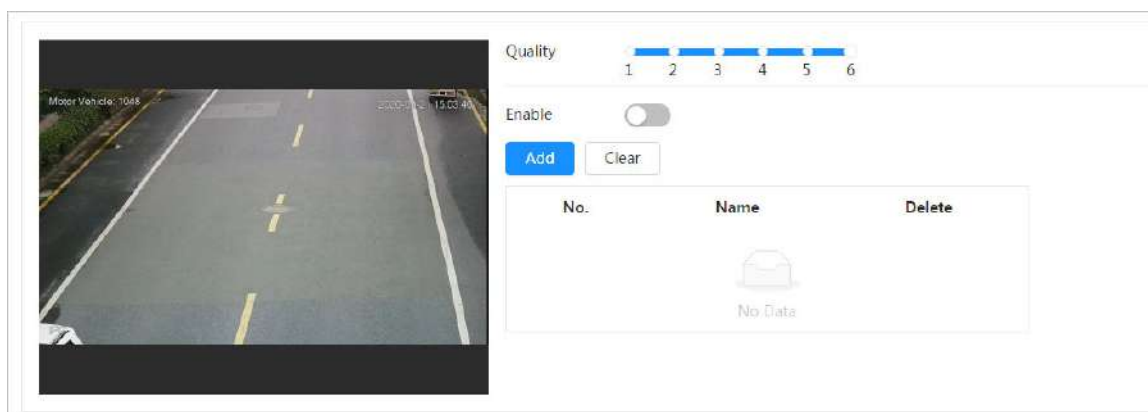 Motor Vehicle: 1048
Quality
1 2 3 4 5 6
Enable
Add Clear
No. Name Delete
No Data